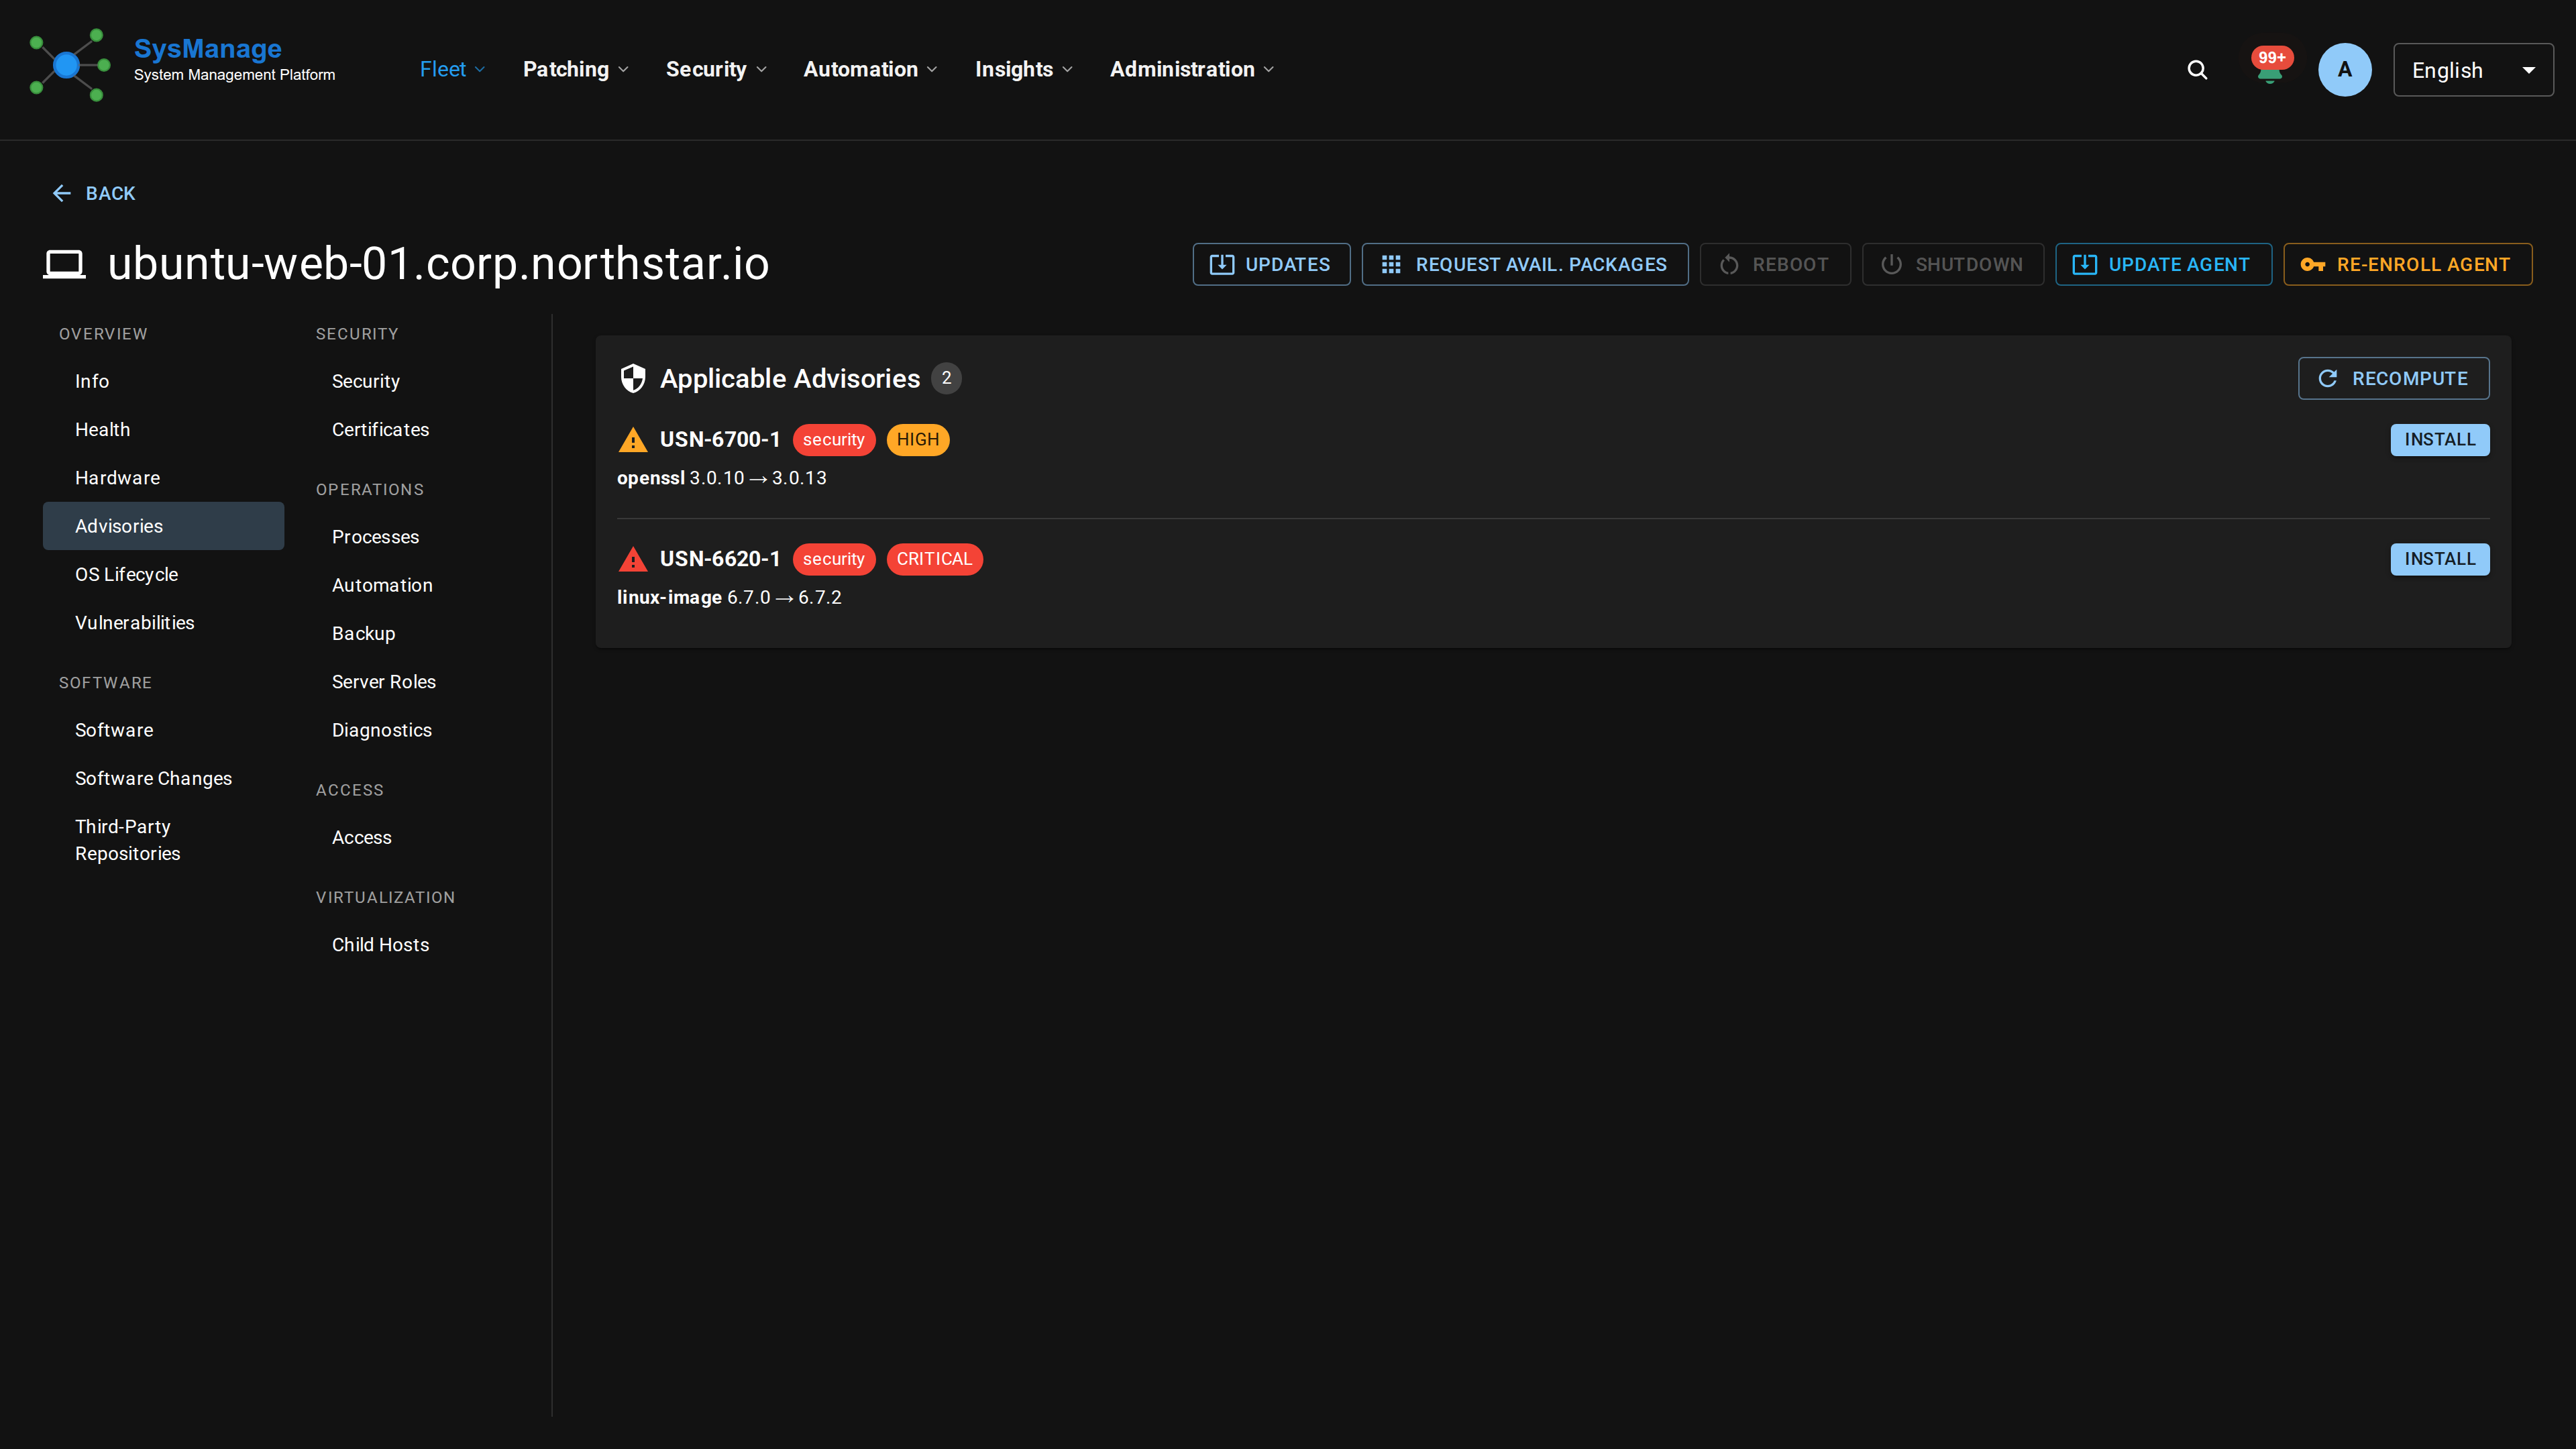 SysManage
System Management Platform
Fleet
Patching
Security
Automation
Insights
Administration
99+
A
English
BACK
ubuntu-web-01.corp.northstar.io
UPDATES
REQUEST AVAIL. PACKAGES
REBOOT
SHUTDOWN
UPDATE AGENT
RE-ENROLL AGENT
OVERVIEW
Info
Health
Hardware
Advisories
OS Lifecycle
Vulnerabilities
SOFTWARE
Software
Software Changes
Third-Party
Repositories
SECURITY
Security
Certificates
OPERATIONS
Processes
Automation
Backup
Server Roles
Diagnostics
ACCESS
Access
VIRTUALIZATION
Child Hosts
Applicable Advisories 2
RECOMPUTE
USN-6700-1 security HIGH
INSTALL
openssl 3.0.10 → 3.0.13
USN-6620-1 security CRITICAL
INSTALL
linux-image 6.7.0 → 6.7.2